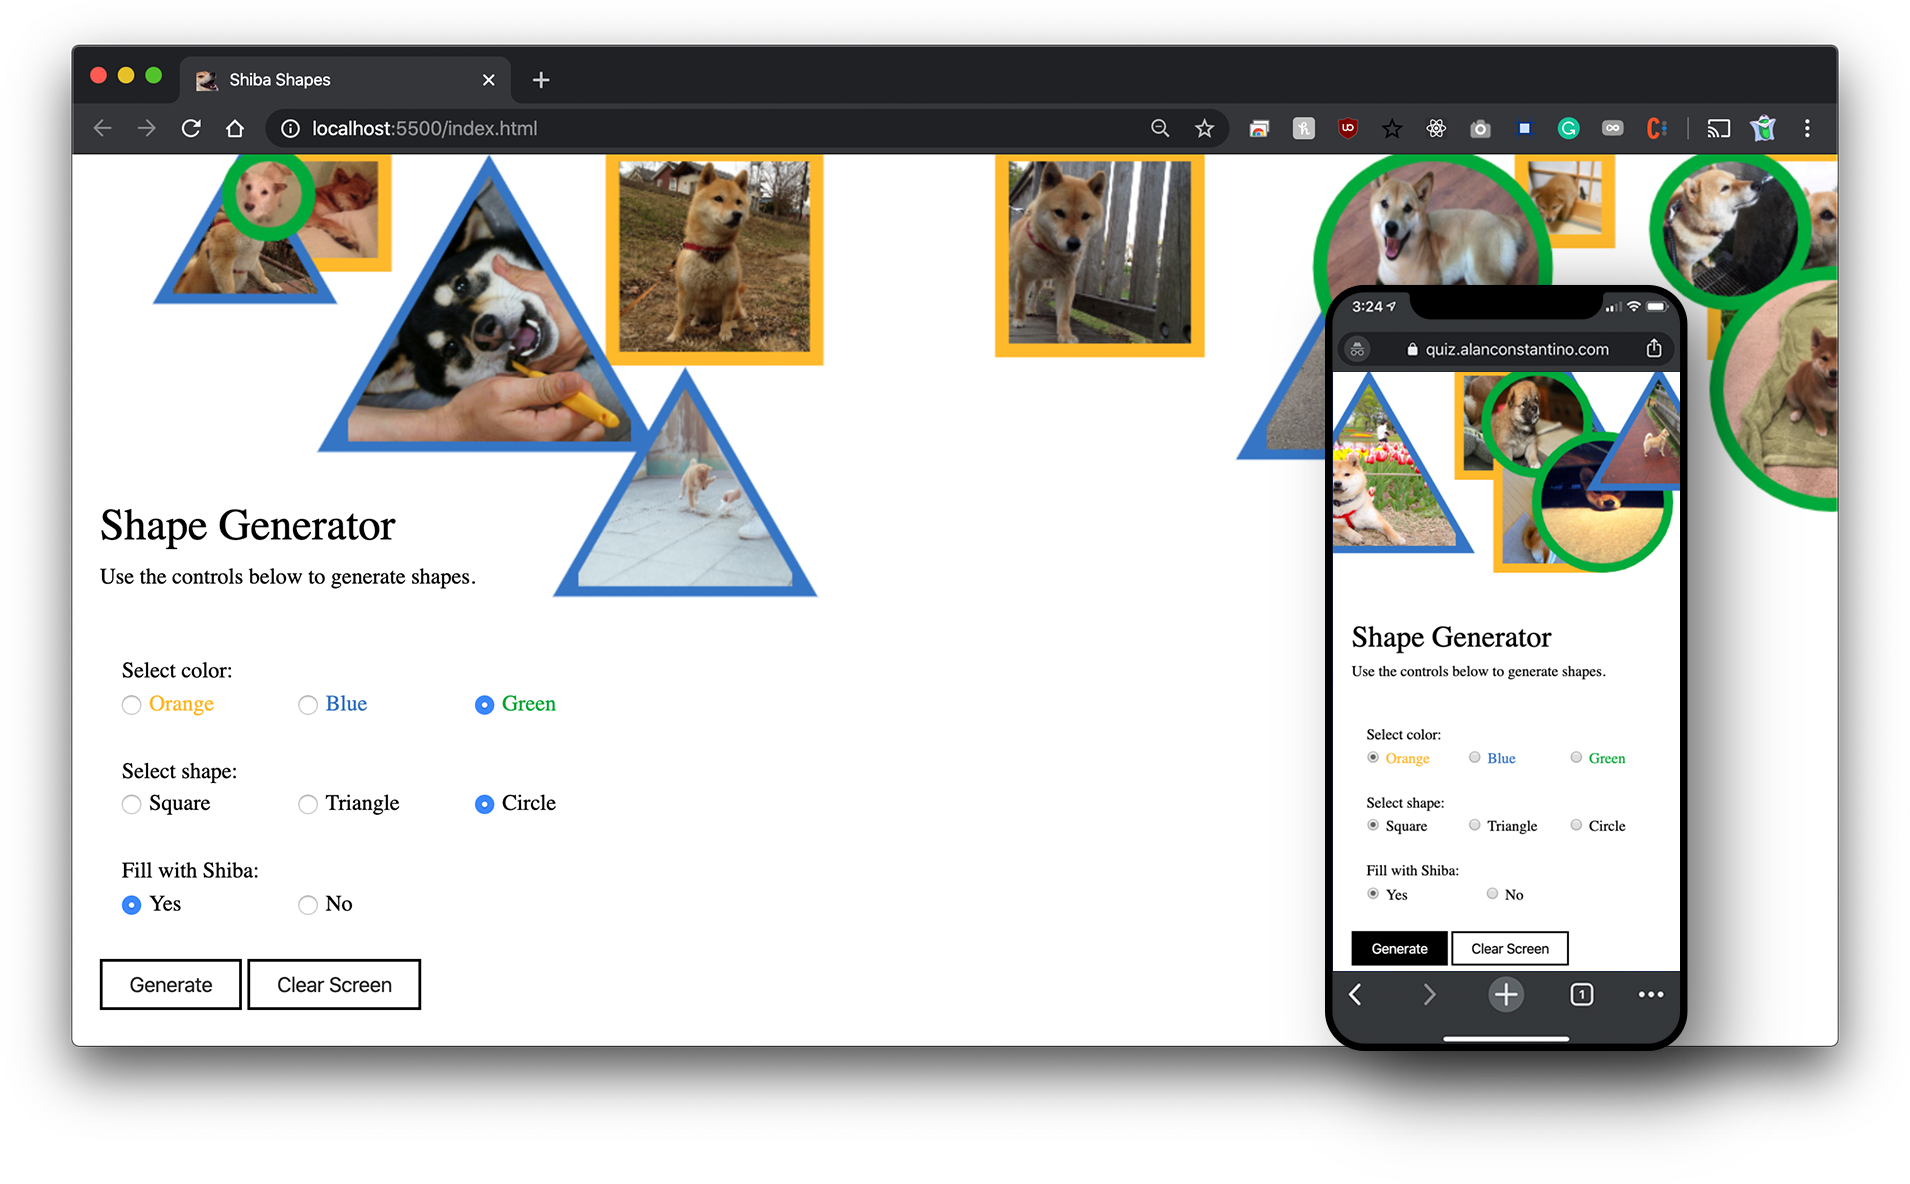 Shiba Shapes
localhost:5500/index.html
Shape Generator
Use the controls below to generate shapes.
Select color:
Orange Blue Green
Select shape:
Square Triangle Circle
Fill with Shiba:
Yes No
Generate Clear Screen
3:24
quiz.alanconstantino.com
Shape Generator
Use the controls below to generate shapes.
Select color:
Orange Blue Green
Select shape:
Square Triangle Circle
Fill with Shiba:
Yes No
Generate Clear Screen
1